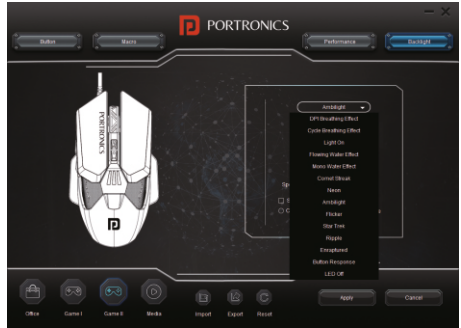 PORTRONICS
Button
Macro
Performance
Backlight
Ambilight
DPI Breathing Effect
Cycle Breathing Effect
Light On
Flowing Water Effect
Mono Water Effect
Comet Streak
Neon
Ambilight
Flicker
Star Trek
Ripple
Enraptured
Button Response
LED Off
PORTRONICS
Office
Game I
Game II
Media
Import
Export
Reset
Apply
Cancel